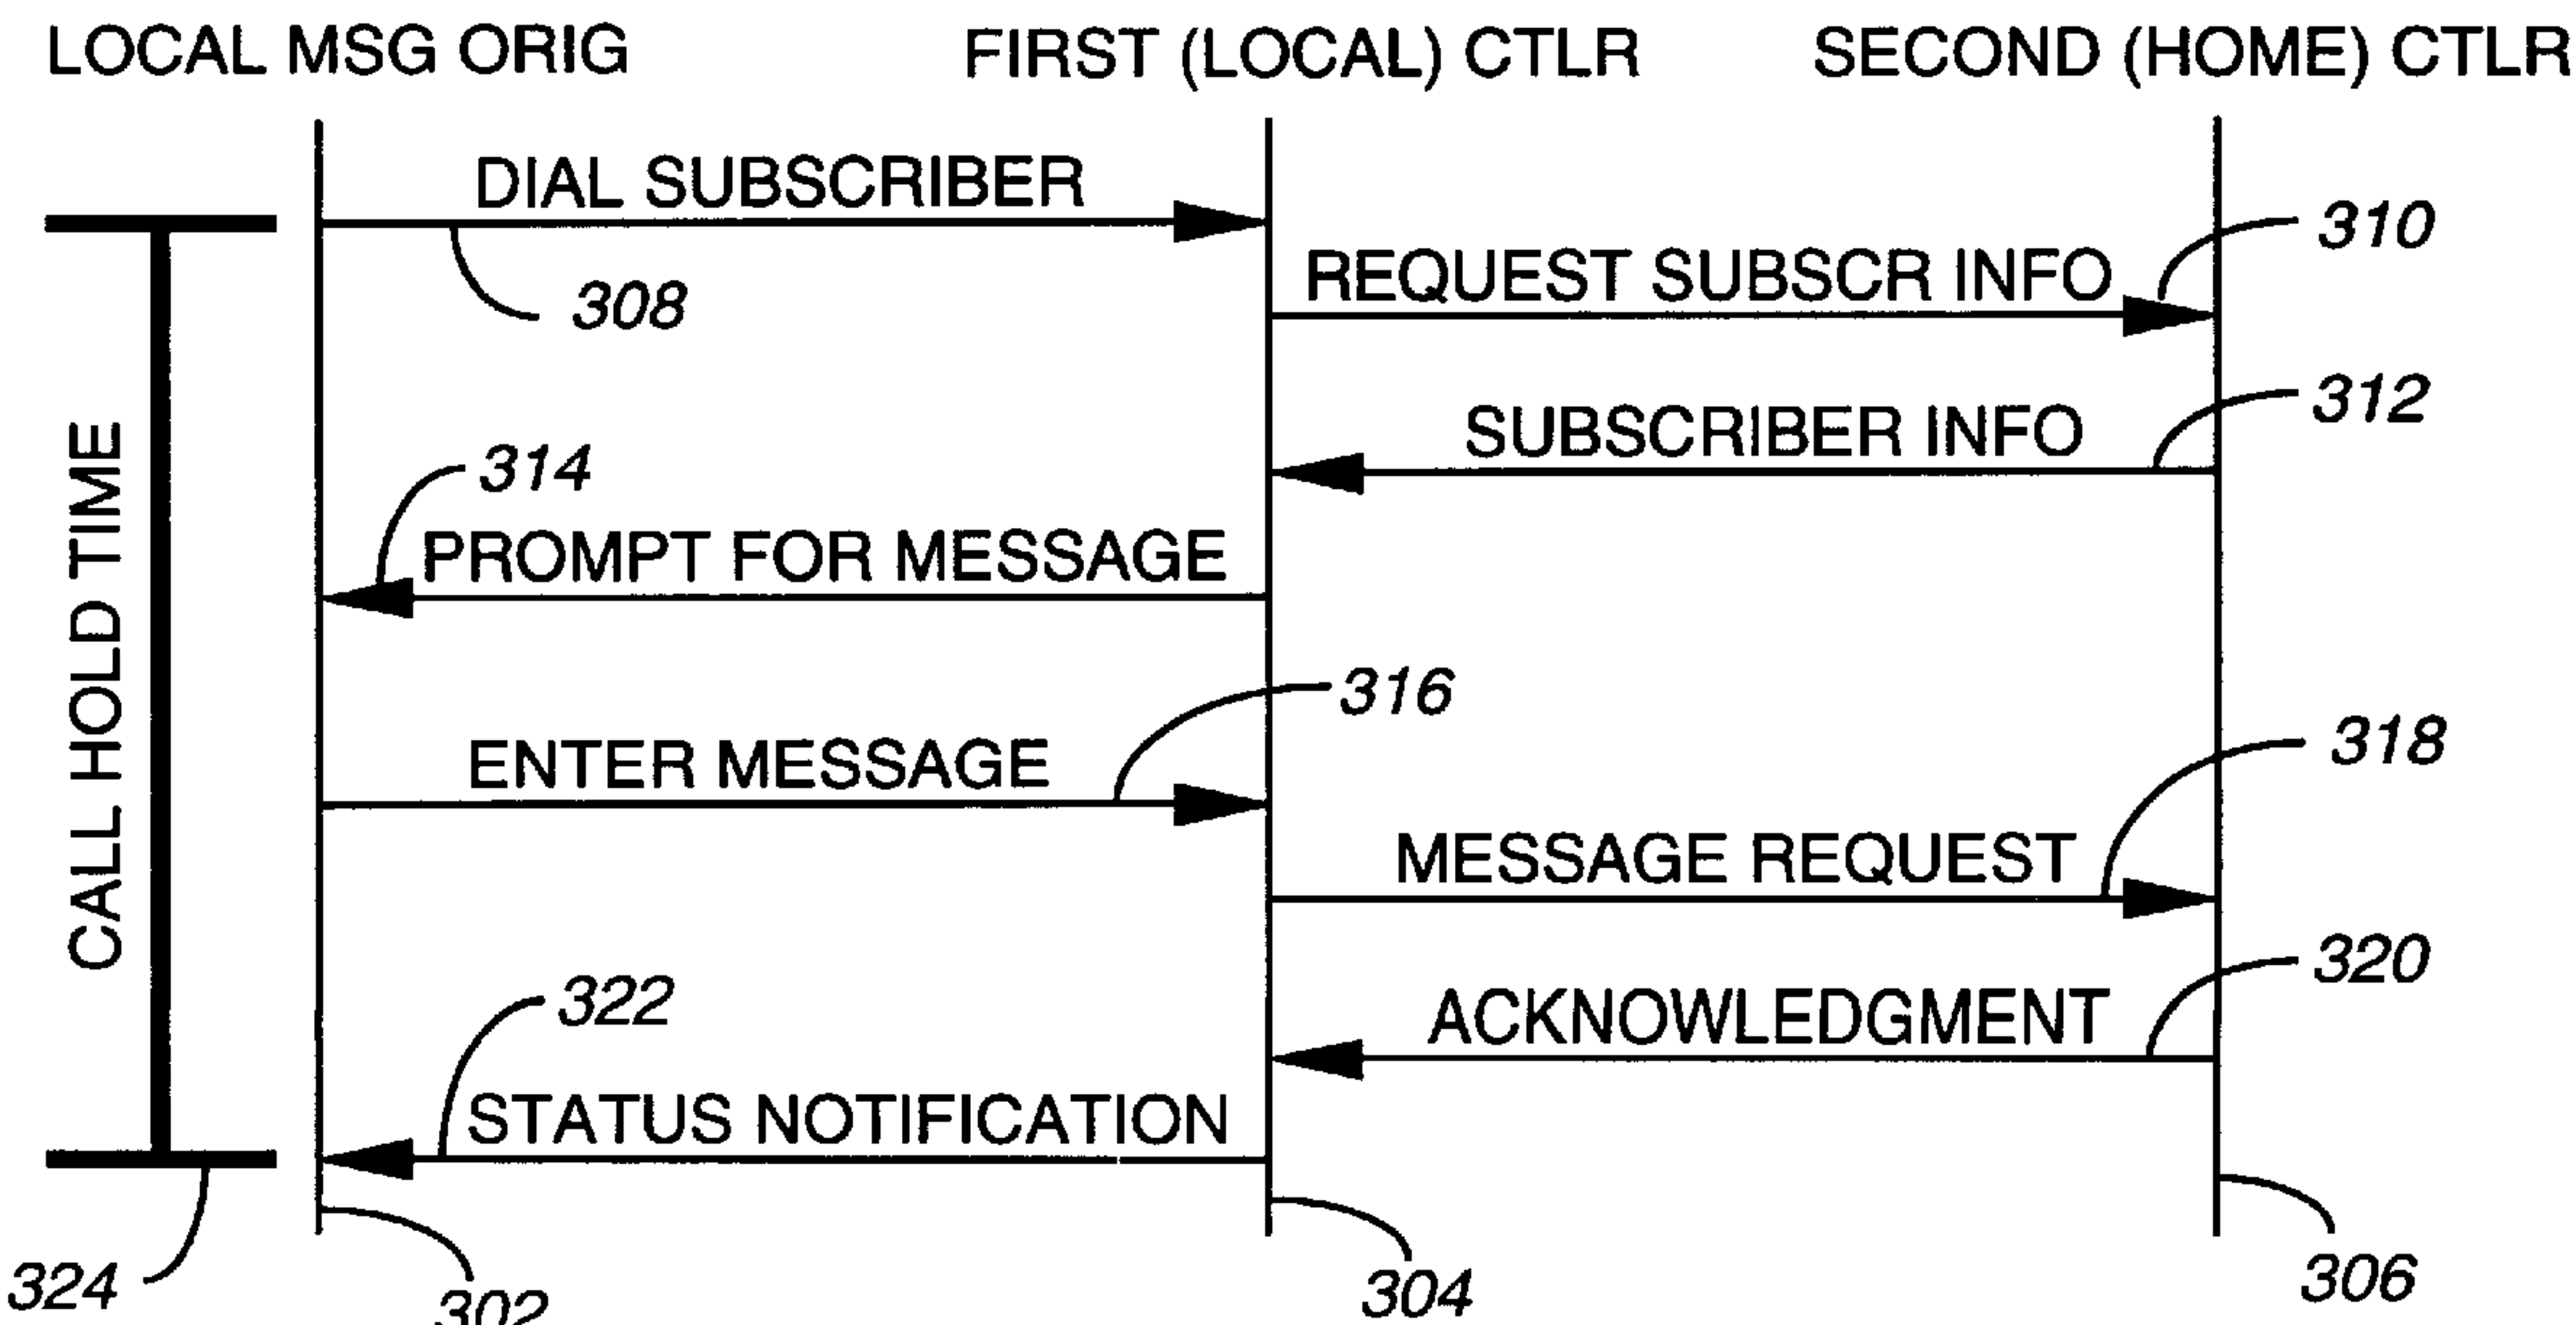 LOCAL MSG ORIG
FIRST (LOCAL) CTLR
SECOND (HOME) CTLR
DIAL SUBSCRIBER
308
REQUEST SUBSCR INFO
310
SUBSCRIBER INFO
312
314
PROMPT FOR MESSAGE
CALL HOLD TIME
316
ENTER MESSAGE
318
MESSAGE REQUEST
320
ACKNOWLEDGMENT
322
STATUS NOTIFICATION
324
302
304
306